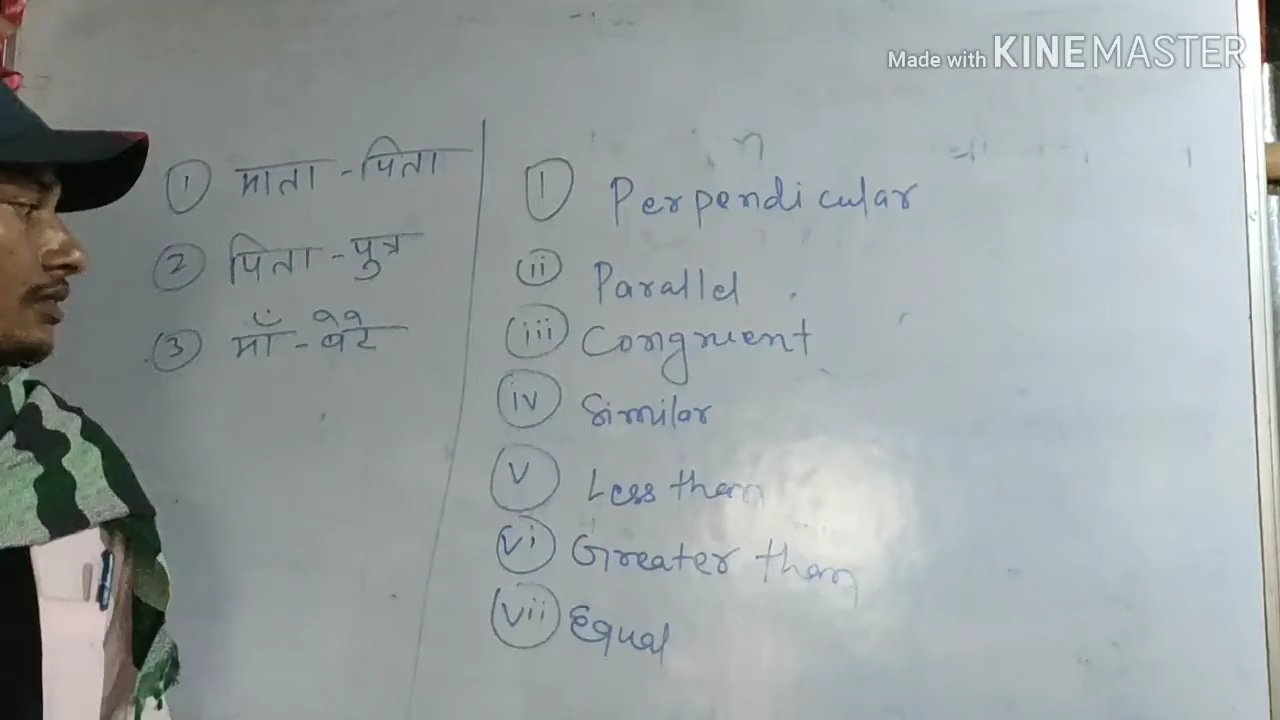 Made with KINEMASTER
① माता-पिता
② पिता-पुत्र
③ माँ-बेटे
① Perpendicular
ⅱ Parallel
ⅲ Congruent
ⅳ Similar
ⅴ Less than
ⅵ Greater than
ⅶ Equal